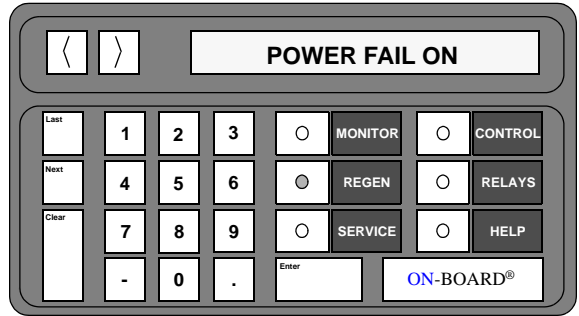 〈 〉 POWER FAIL ON
Last 1 2 3 MONITOR CONTROL
Next 4 5 6 REGEN RELAYS
Clear 7 8 9 SERVICE HELP
- 0 . Enter ON-BOARD®